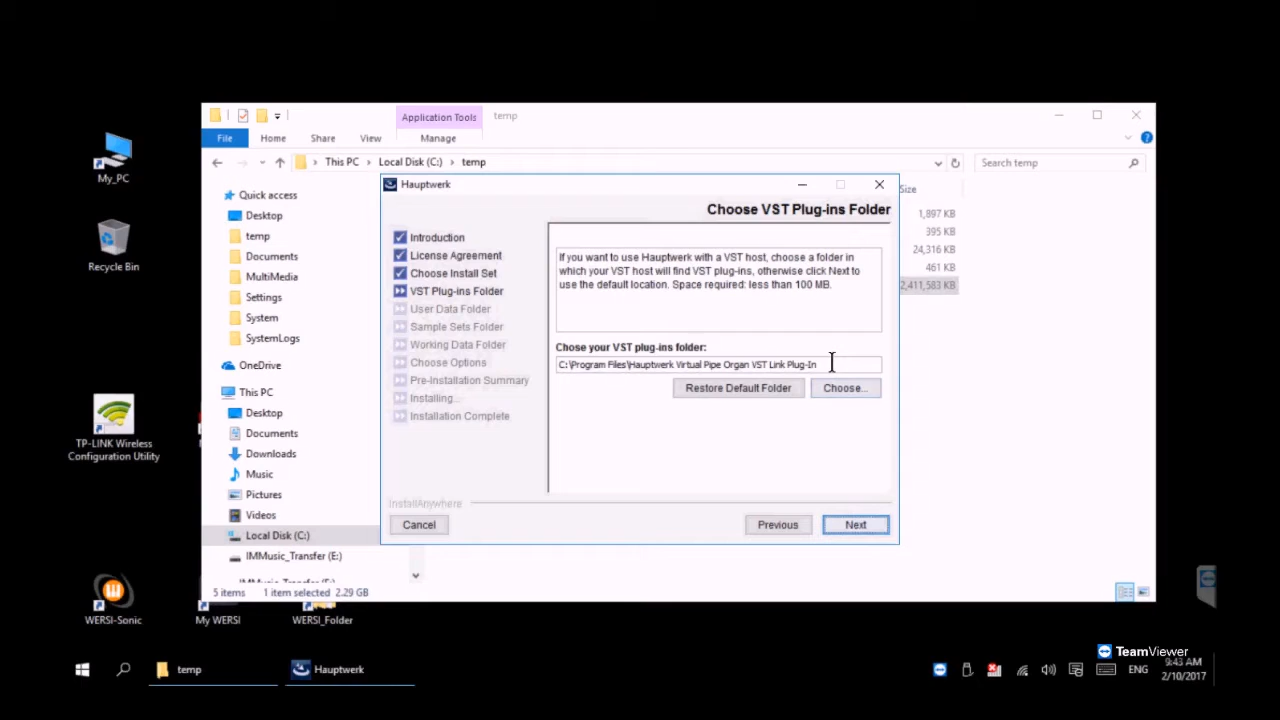 Application Tools
temp
File
Home
Share
View
Manage
This PC
Local Disk (C:)
temp
Search temp
My_PC
Recycle Bin
TP-LINK Wireless
Configuration Utility
WERSI-Sonic
My WERSI
WERSI_Folder
Quick access
Desktop
temp
Documents
MultiMedia
Settings
System
SystemLogs
OneDrive
This PC
Desktop
Documents
Downloads
Music
Pictures
Videos
Local Disk (C:)
IMMusic_Transfer (E:)
5 items
1 item selected 2.29 GB
Size
1,897 KB
395 KB
24,316 KB
461 KB
2,411,583 KB
Hauptwerk
Choose VST Plug-ins Folder
Introduction
License Agreement
Choose Install Set
VST Plug-ins Folder
User Data Folder
Sample Sets Folder
Working Data Folder
Choose Options
Pre-Installation Summary
Installing...
Installation Complete
If you want to use Hauptwerk with a VST host, choose a folder in
which your VST host will find VST plug-ins, otherwise click Next to
use the default location. Space required: less than 100 MB.
Chose your VST plug-ins folder:
C:\Program Files\Hauptwerk Virtual Pipe Organ VST Link Plug-In
Restore Default Folder
Choose...
InstallAnywhere
Cancel
Previous
Next
temp
Hauptwerk
TeamViewer
ENG
9:43 AM
2/10/2017